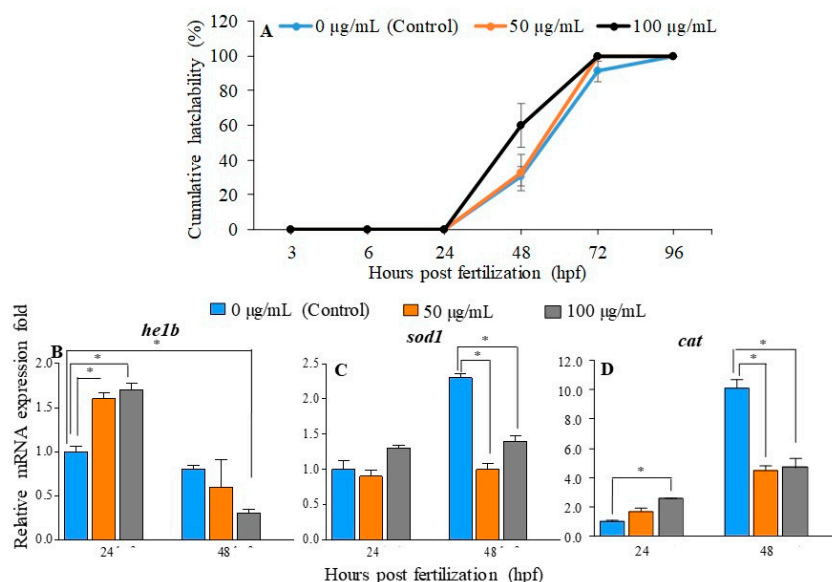 A
0 µg/mL (Control) 50 µg/mL 100 µg/mL
Cumulative hatchability (%)
120
100
80
60
40
20
0
3 6 24 48 72 96
Hours post fertilization (hpf)
0 µg/mL (Control) 50 µg/mL 100 µg/mL
Relative mRNA expression fold
B
he1b
*
*
*
2.0
1.5
1.0
0.5
0.0
24 48
C
sod1
*
*
2.5
2.0
1.5
1.0
0.5
0.0
24 48
D
cat
*
*
*
12.0
10.0
8.0
6.0
4.0
2.0
0.0
24 48
Hours post fertilization (hpf)